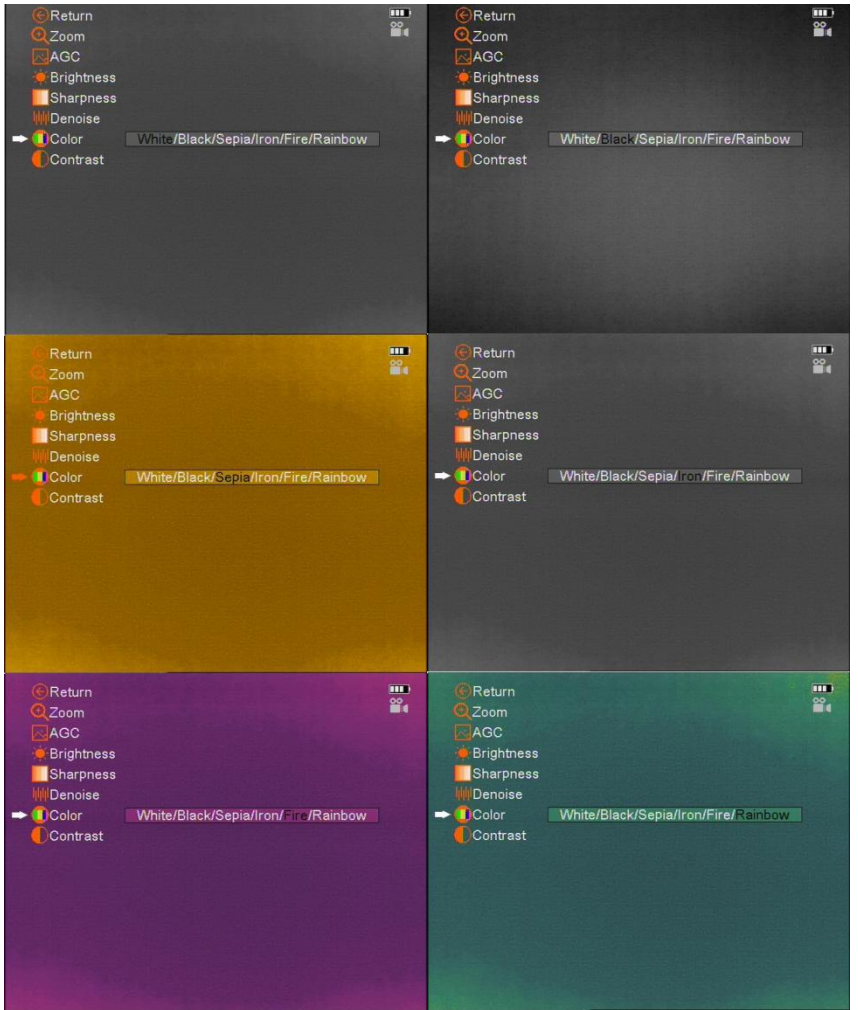 Return
Zoom
AGC
Brightness
Sharpness
Denoise
Color White/Black/Sepia/Iron/Fire/Rainbow
Contrast
Return
Zoom
AGC
Brightness
Sharpness
Denoise
Color White/Black/Sepia/Iron/Fire/Rainbow
Contrast
Return
Zoom
AGC
Brightness
Sharpness
Denoise
Color White/Black/Sepia/Iron/Fire/Rainbow
Contrast
Return
Zoom
AGC
Brightness
Sharpness
Denoise
Color White/Black/Sepia/Iron/Fire/Rainbow
Contrast
Return
Zoom
AGC
Brightness
Sharpness
Denoise
Color White/Black/Sepia/Iron/Fire/Rainbow
Contrast
Return
Zoom
AGC
Brightness
Sharpness
Denoise
Color White/Black/Sepia/Iron/Fire/Rainbow
Contrast